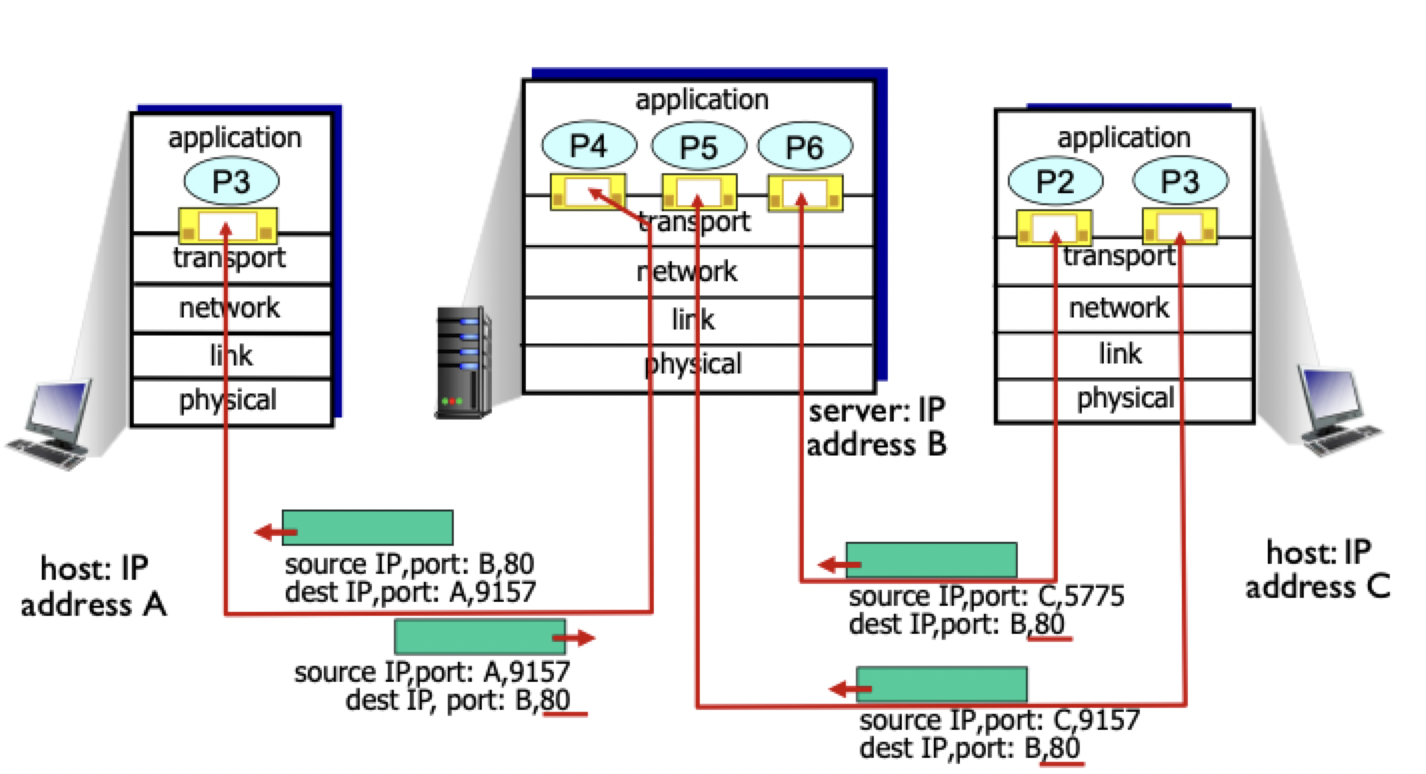 application
P3
transport
network
link
physical
host: IP
address A
application
P4 P5 P6
transport
network
link
physical
server: IP
address B
application
P2 P3
transport
network
link
physical
host: IP
address C
source IP,port: B,80
dest IP,port: A,9157
source IP,port: A,9157
dest IP, port: B,80
source IP,port: C,5775
dest IP,port: B,80
source IP,port: C,9157
dest IP,port: B,80